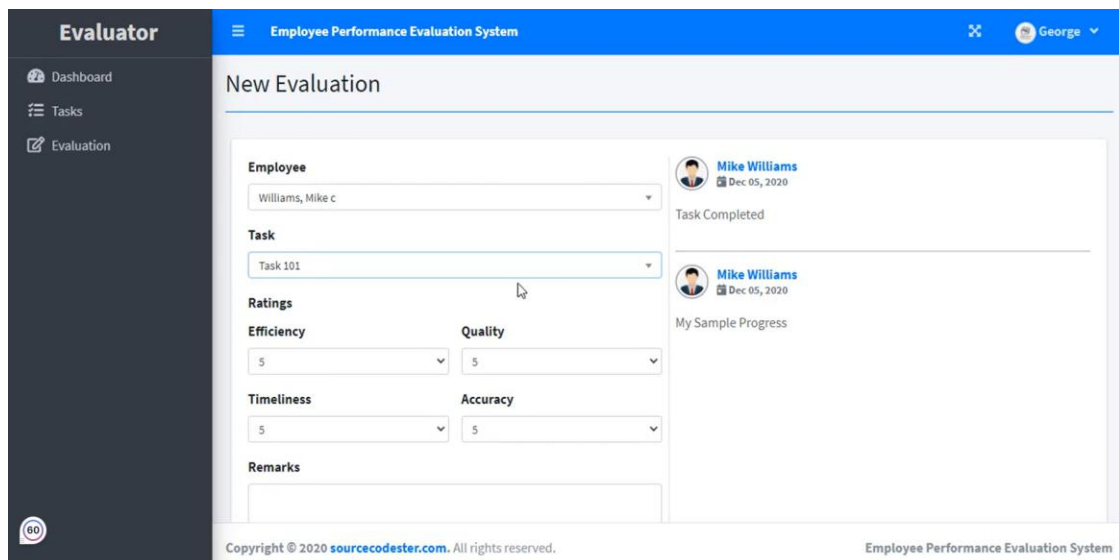 Evaluator
Dashboard
Tasks
Evaluation
60
Employee Performance Evaluation System
George
New Evaluation
Employee
Williams, Mike c
Task
Task 101
Ratings
Efficiency
Quality
5
5
Timeliness
Accuracy
5
5
Remarks
Mike Williams
Dec 05, 2020
Task Completed
Mike Williams
Dec 05, 2020
My Sample Progress
Copyright © 2020 sourcecodester.com. All rights reserved.
Employee Performance Evaluation System